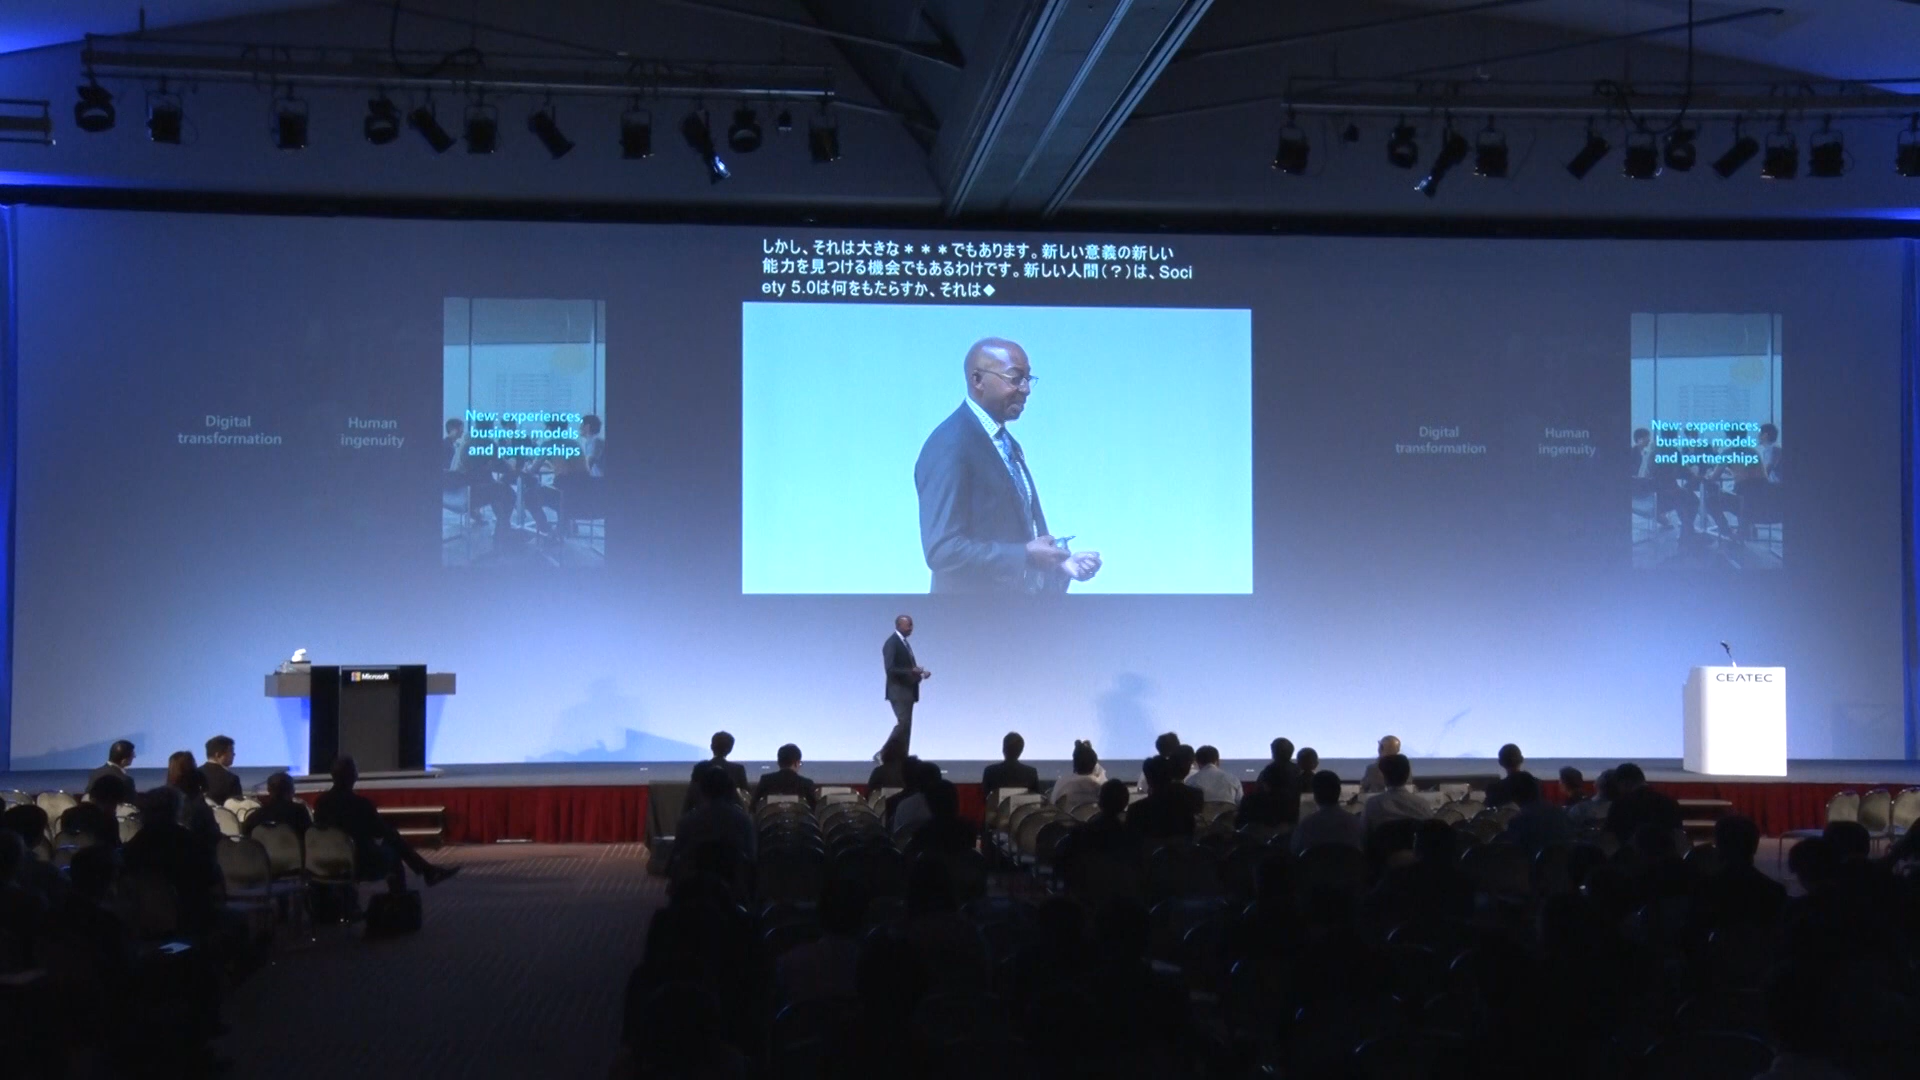 しかし、それは大きな＊＊＊でもあります。新しい意義の新しい
能力を見つける機会でもあるわけです。新しい人間（？）は、Soci
ety 5.0は何をもたらすか、それは◆
Digital
transformation
Human
ingenuity
New: experiences,
business models
and partnerships
Digital
transformation
Human
ingenuity
New: experiences,
business models
and partnerships
Microsoft
CEATEC